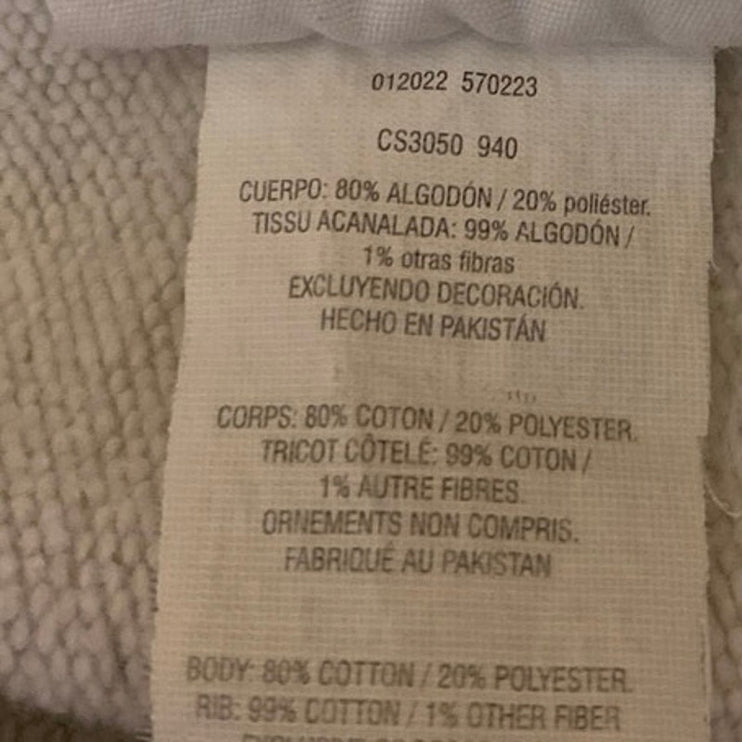 012022 570223
CS3050 940
CUERPO: 80% ALGODÓN / 20% poliéster.
TISSU ACANALADA: 99% ALGODÓN /
1% otras fibras
EXCLUYENDO DECORACIÓN.
HECHO EN PAKISTÁN
CORPS: 80% COTON / 20% POLYESTER.
TRICOT CÔTELÉ: 99% COTON /
1% AUTRE FIBRES.
ORNEMENTS NON COMPRIS.
FABRIQUÉ AU PAKISTAN
BODY: 80% COTTON / 20% POLYESTER.
RIB: 99% COTTON / 1% OTHER FIBER